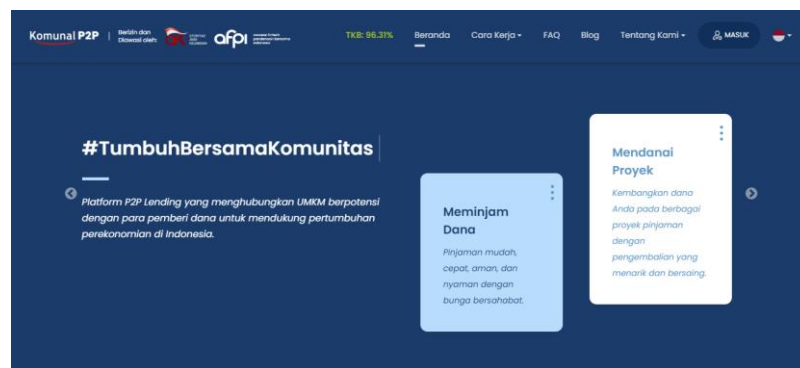 Komunal P2P
Berizin dan
Diawasi oleh:
afpi
TKB: 96.31%
Beranda
Cara Kerja
FAQ
Blog
Tentang Kami
MASUK
#TumbuhBersamaKomunitas
Platform P2P Lending yang menghubungkan UMKM berpotensi
dengan para pemberi dana untuk mendukung pertumbuhan
perekonomian di Indonesia.
Meminjam
Dana
Pinjaman mudah,
cepat, aman, dan
nyaman dengan
bunga bersahabat.
Mendanai
Proyek
Kembangkan dana
Anda pada berbagai
proyek pinjaman
dengan
pengembalian yang
menarik dan bersaing.